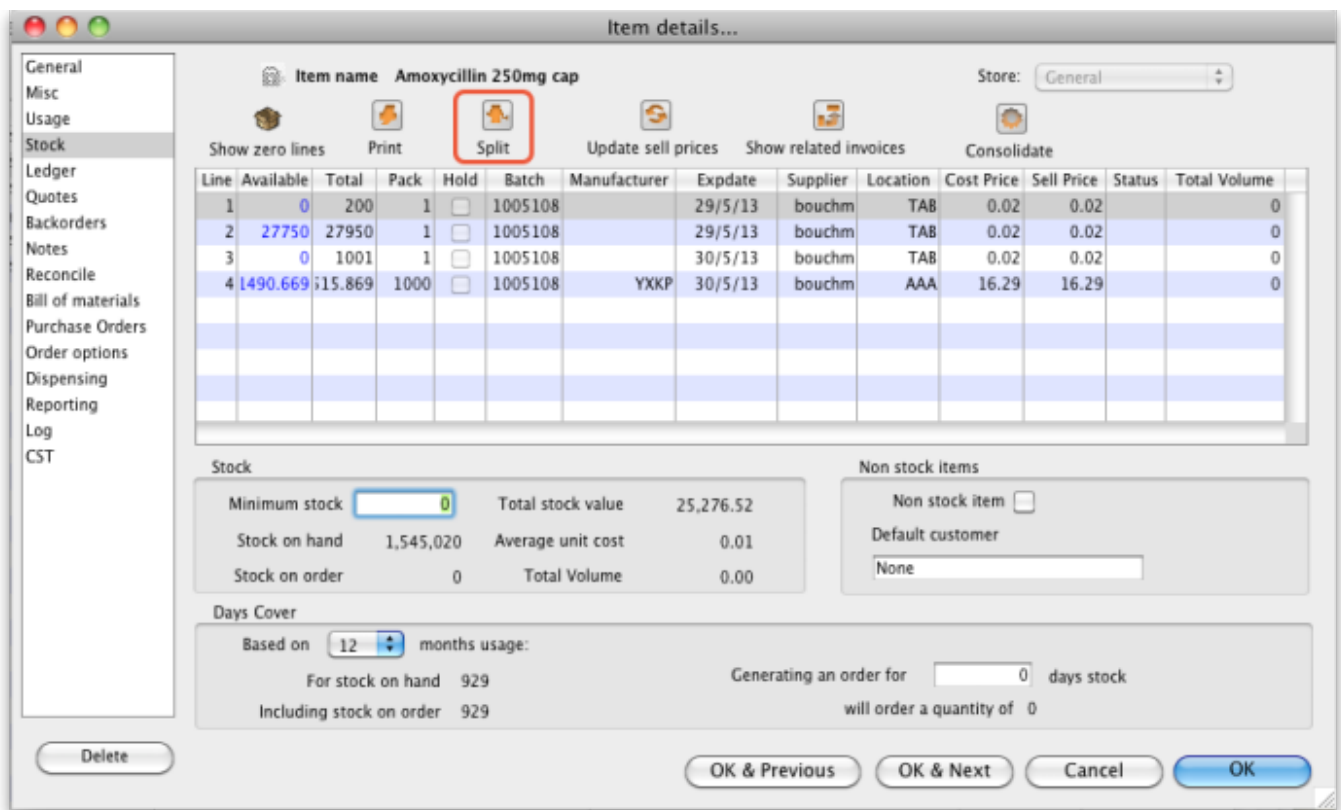 Item details...
General
Misc
Usage
Stock
Ledger
Quotes
Backorders
Notes
Reconcile
Bill of materials
Purchase Orders
Order options
Dispensing
Reporting
Log
CST
Delete
Item name Amoxycillin 250mg cap
Store: General
Show zero lines Print Split Update sell prices Show related invoices Consolidate
Line Available Total Pack Hold Batch Manufacturer Expdate Supplier Location Cost Price Sell Price Status Total Volume
1 0 200 1 1005108 29/5/13 bouchm TAB 0.02 0.02 0
2 27750 27950 1 1005108 29/5/13 bouchm TAB 0.02 0.02 0
3 0 1001 1 1005108 30/5/13 bouchm TAB 0.02 0.02 0
4 1490.669 515.869 1000 1005108 YXKP 30/5/13 bouchm AAA 16.29 16.29 0
Stock
Minimum stock 0 Total stock value 25,276.52
Stock on hand 1,545,020 Average unit cost 0.01
Stock on order 0 Total Volume 0.00
Non stock items
Non stock item
Default customer
None
Days Cover
Based on 12 months usage:
For stock on hand 929
Including stock on order 929
Generating an order for 0 days stock
will order a quantity of 0
OK & Previous OK & Next Cancel OK